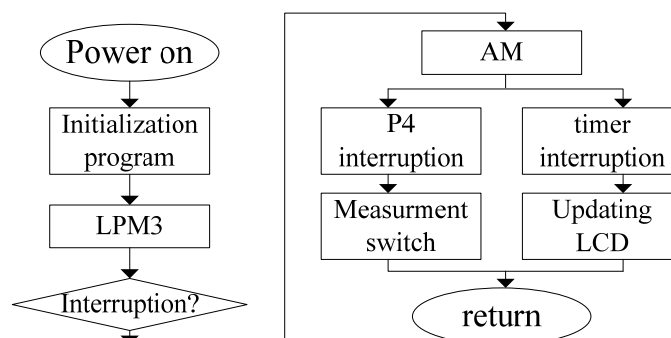 Power on
Initialization
program
LPM3
Interruption?
AM
P4
interruption
timer
interruption
Measurment
switch
Updating
LCD
return